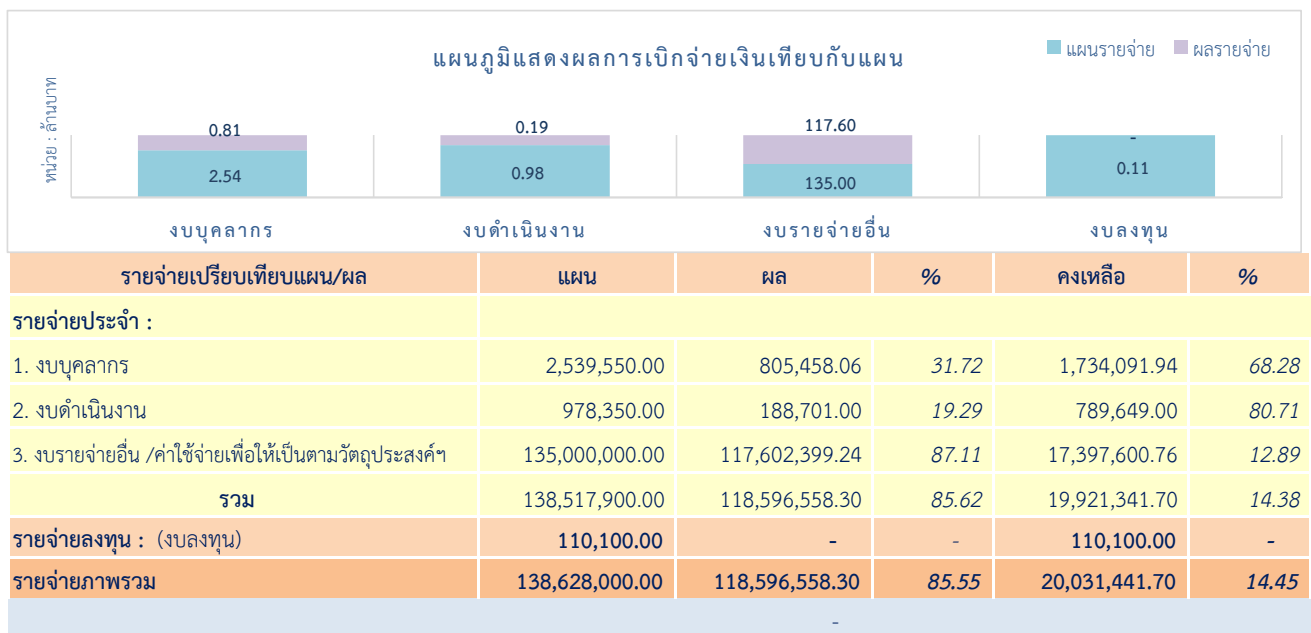 แผนภูมิแสดงผลการเบิกจ่ายเงินเทียบกับแผน
แผนรายจ่าย ผลรายจ่าย
หน่วย : ล้านบาท
0.81 0.19 117.60 -
2.54 0.98 135.00 0.11
งบบุคลากร งบดำเนินงาน งบรายจ่ายอื่น งบลงทุน
รายจ่ายเปรียบเทียบแผน/ผล แผน ผล % คงเหลือ %
รายจ่ายประจำ :
1. งบบุคลากร 2,539,550.00 805,458.06 31.72 1,734,091.94 68.28
2. งบดำเนินงาน 978,350.00 188,701.00 19.29 789,649.00 80.71
3. งบรายจ่ายอื่น /ค่าใช้จ่ายเพื่อให้เป็นตามวัตถุประสงค์ฯ 135,000,000.00 117,602,399.24 87.11 17,397,600.76 12.89
รวม 138,517,900.00 118,596,558.30 85.62 19,921,341.70 14.38
รายจ่ายลงทุน : (งบลงทุน) 110,100.00 - - 110,100.00 -
รายจ่ายภาพรวม 138,628,000.00 118,596,558.30 85.55 20,031,441.70 14.45
-